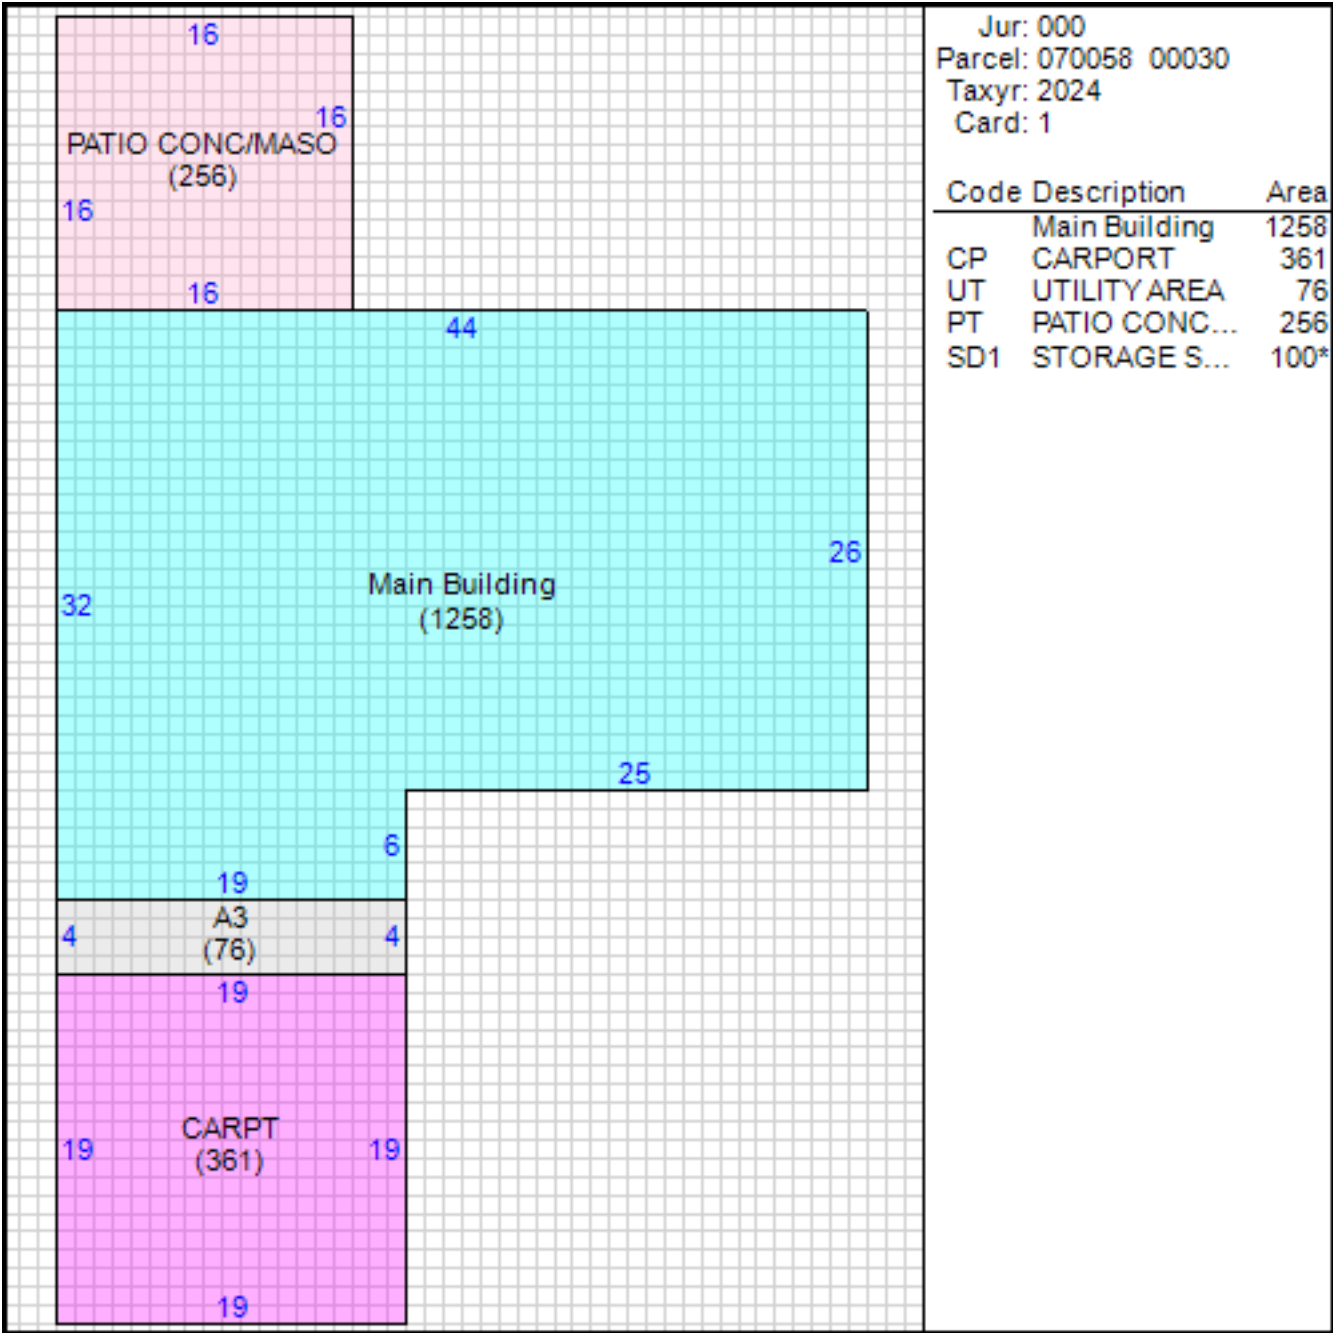 16
16
PATIO CONC/MASO
(256)
16
16
44
26
Main Building
(1258)
32
25
6
19
A3
(76)
4
4
19
CARPT
(361)
19
19
19
Jur: 000
Parcel: 070058 00030
Taxyr: 2024
Card: 1
Code Description Area
Main Building 1258
CP CARPORT 361
UT UTILITY AREA 76
PT PATIO CONC... 256
SD1 STORAGE S... 100*